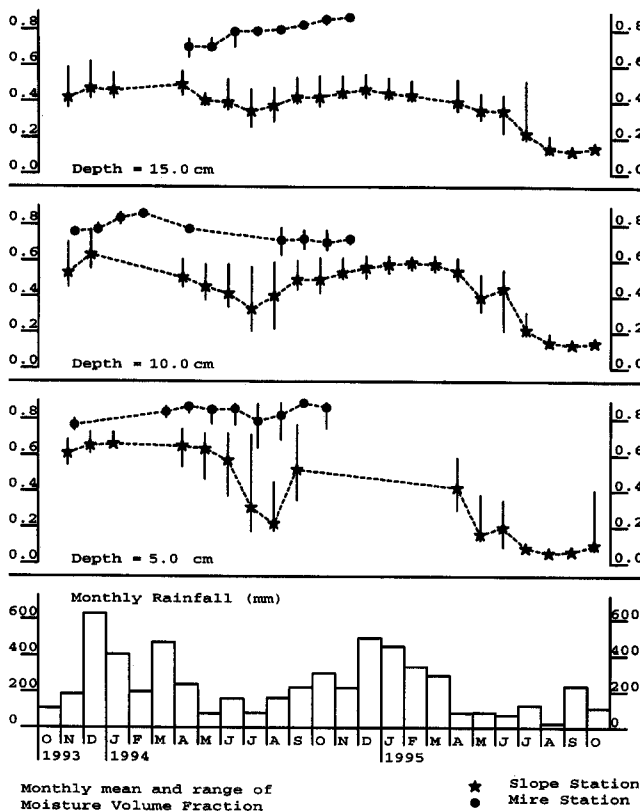 0.8 0.8
0.6 0.6
0.4 0.4
0.2 0.2
0.0 0.0
Depth = 15.0 cm
0.8 0.8
0.6 0.6
0.4 0.4
0.2 0.2
0.0 0.0
Depth = 10.0 cm
0.8 0.8
0.6 0.6
0.4 0.4
0.2 0.2
0.0 0.0
Depth = 5.0 cm
Monthly Rainfall (mm)
600 600
400 400
200 200
0 0
O N D J F M A M J J A S O N D J F M A M J J A S O
1993 1994 1995
Monthly mean and range of
Moisture Volume Fraction
★ Slope Station
● Mire Station